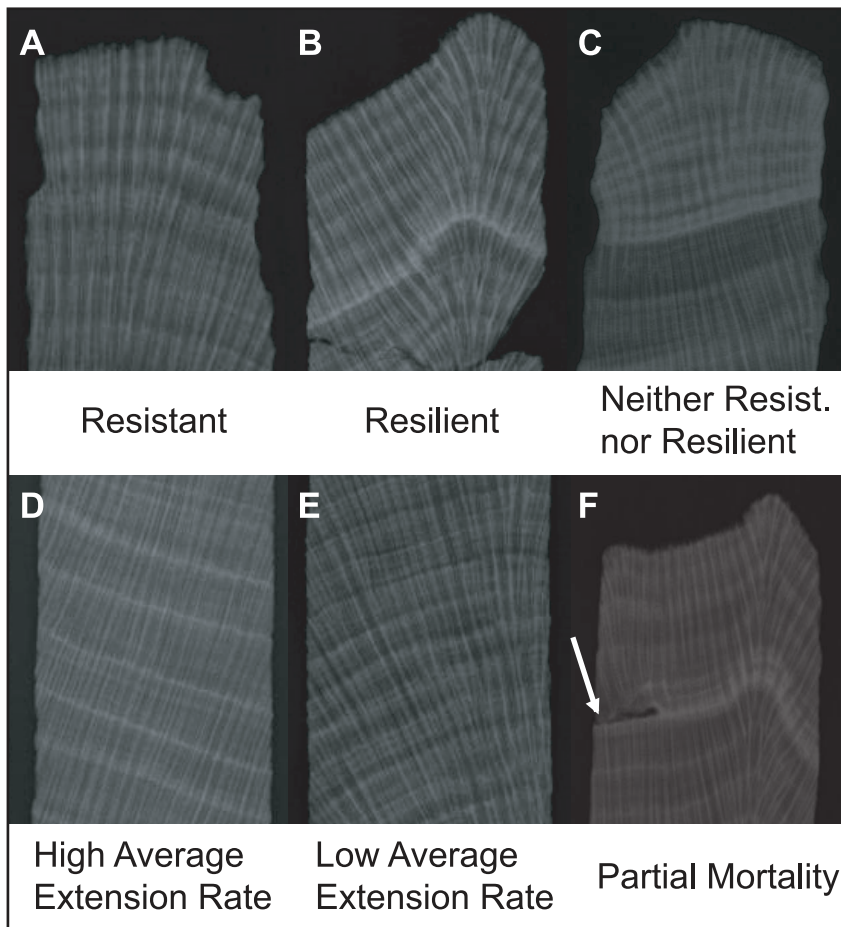 A
B
C
Resistant
Resilient
Neither Resist.
nor Resilient
D
E
F
High Average
Extension Rate
Low Average
Extension Rate
Partial Mortality